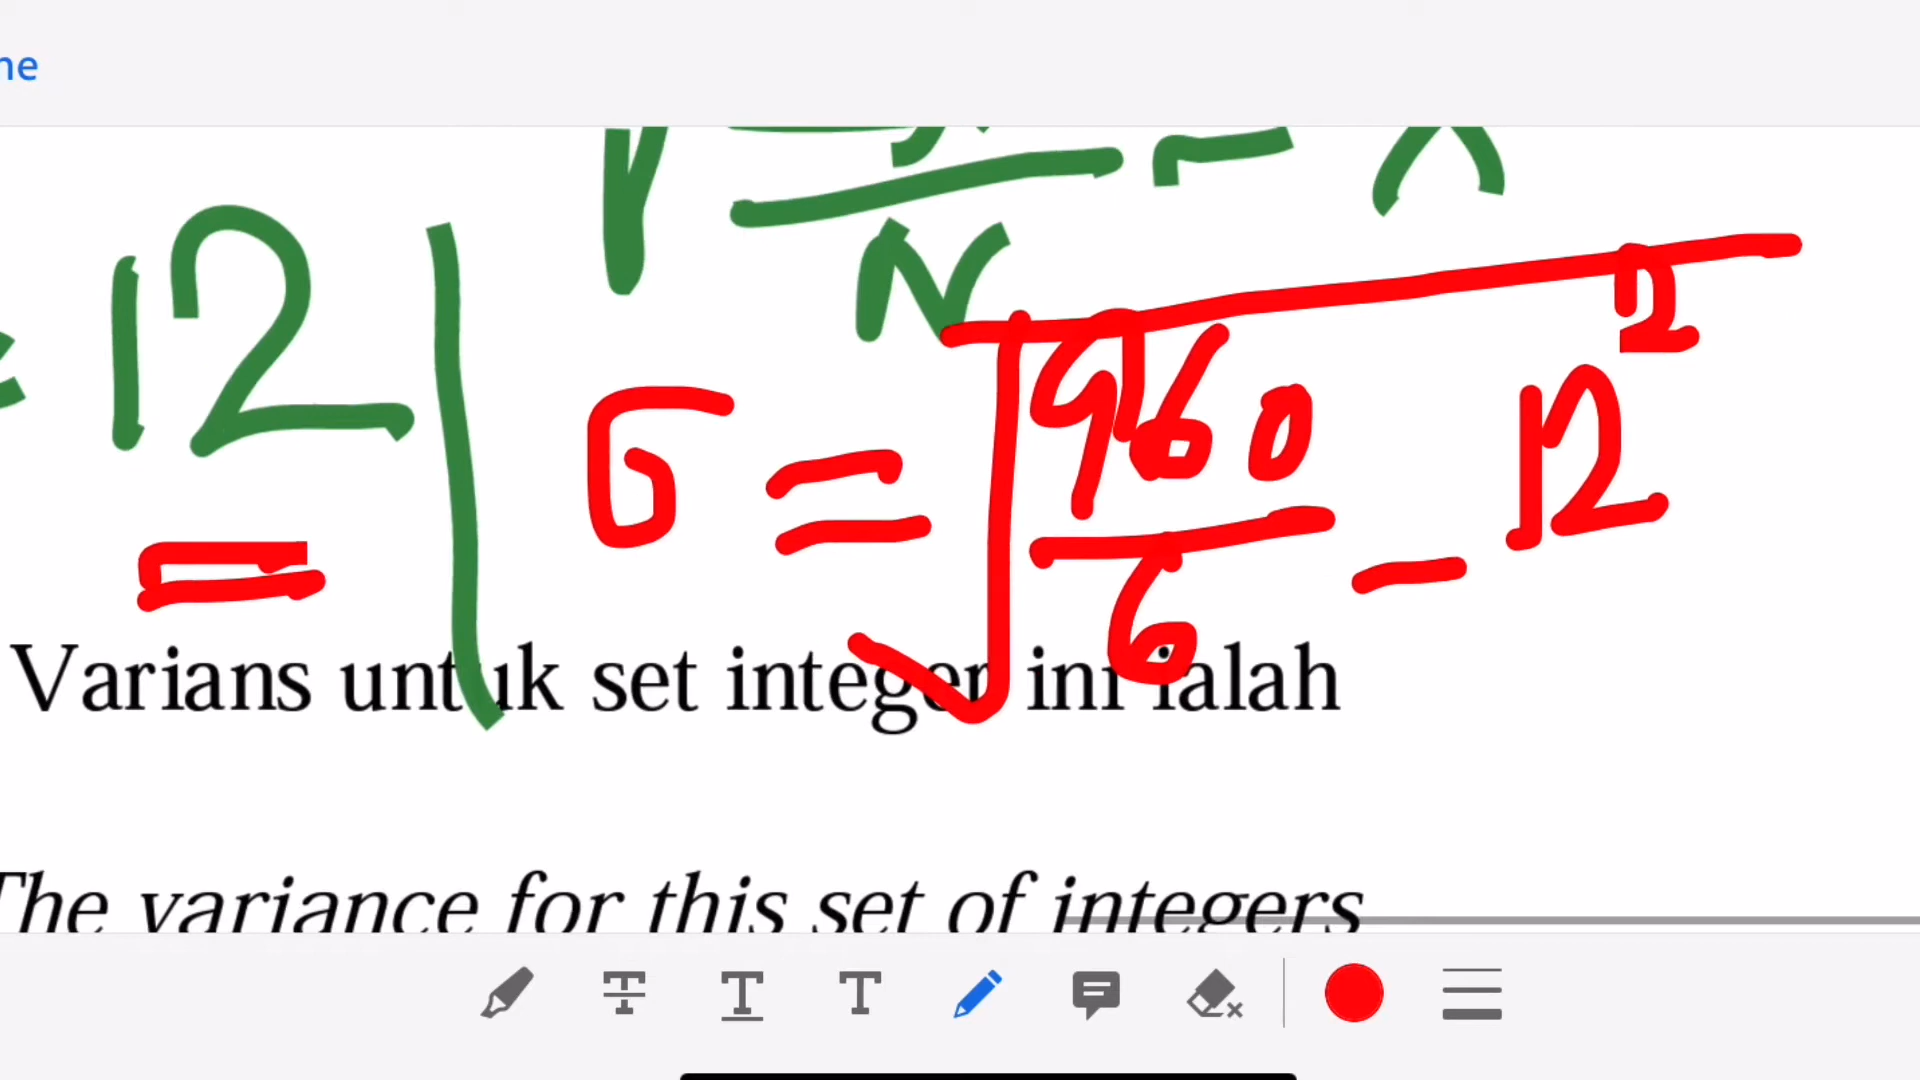 ne
N
= 12
σ = √960/6 - 12²
Varians untuk set integer ini ialah
The variance for this set of integers